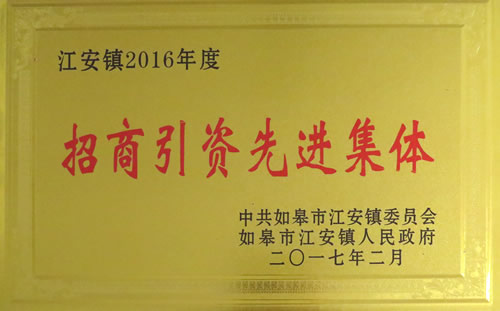 江安镇2016年度
招商引资先进集体
中共如皋市江安镇委员会
如皋市江安镇人民政府
二〇一七年二月